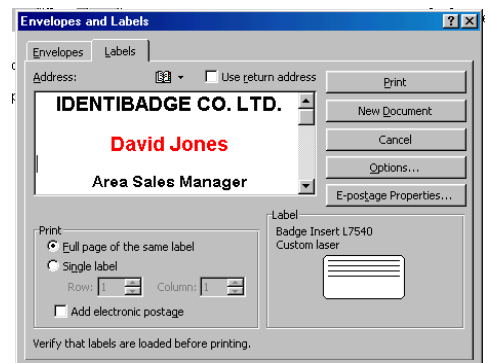 Envelopes and Labels
Envelopes Labels
Address: Use return address
IDENTIBADGE CO. LTD.
David Jones
Area Sales Manager
Print
New Document
Cancel
Options...
E-postage Properties...
Print
Full page of the same label
Single label
Row: 1 Column: 1
Add electronic postage
Label
Badge Insert L7540
Custom laser
Verify that labels are loaded before printing.